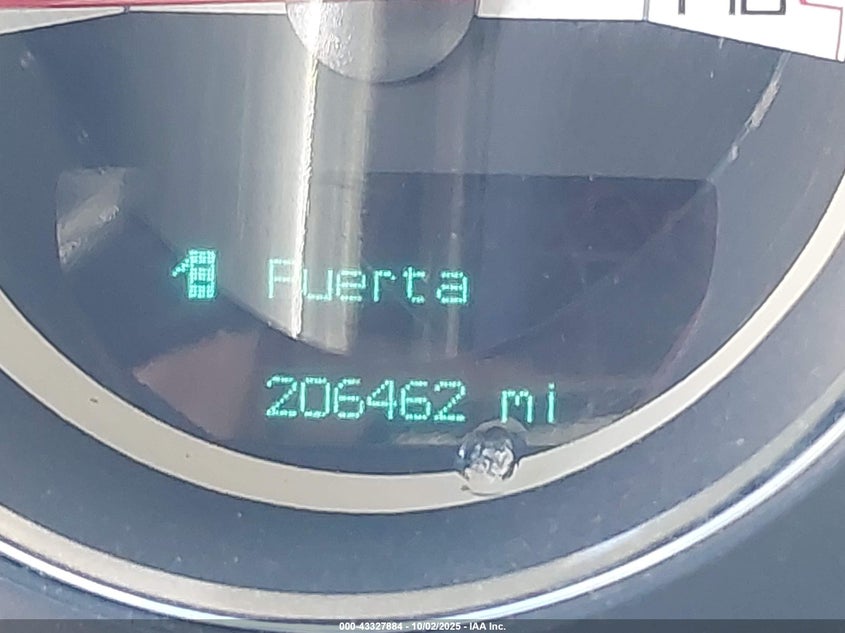 Puerta
206462 mi
000-43327884 - 10/02/2025 - IAA Inc.